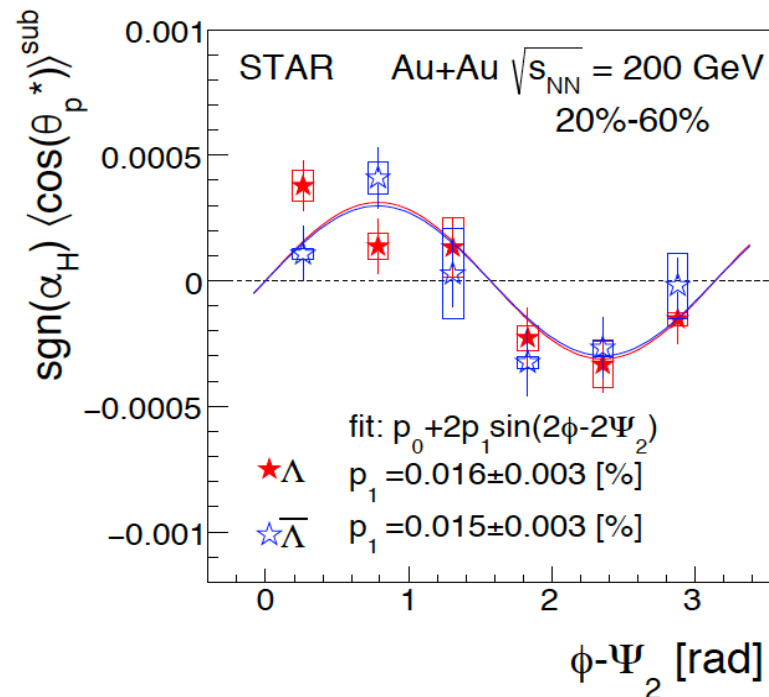 sgn(α_H) ⟨cos(θ_p*)⟩^sub
0.001
0.0005
0
−0.0005
−0.001
STAR Au+Au √s_NN = 200 GeV
20%-60%
fit: p_0+2p_1sin(2ϕ-2Ψ_2)
★Λ p_1=0.016±0.003 [%]
☆Λ̅ p_1=0.015±0.003 [%]
0 1 2 3
ϕ-Ψ_2 [rad]